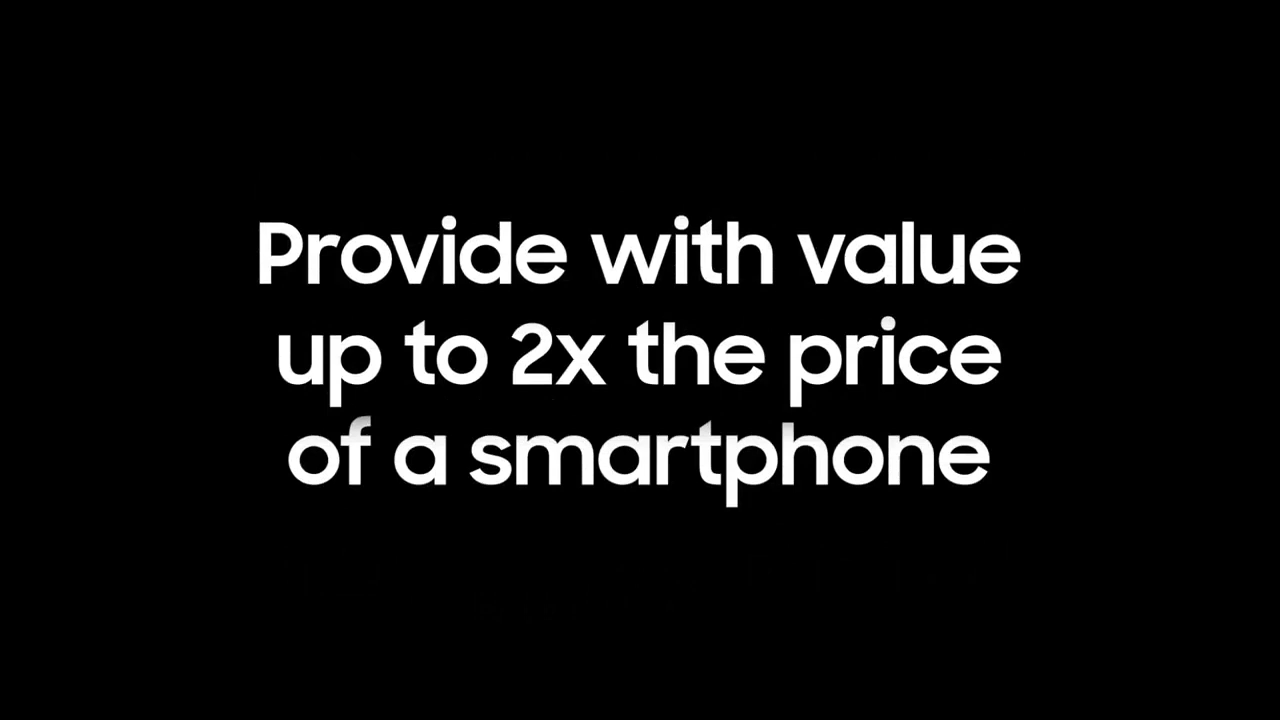 Provide with value
up to 2x the price
of a smartphone